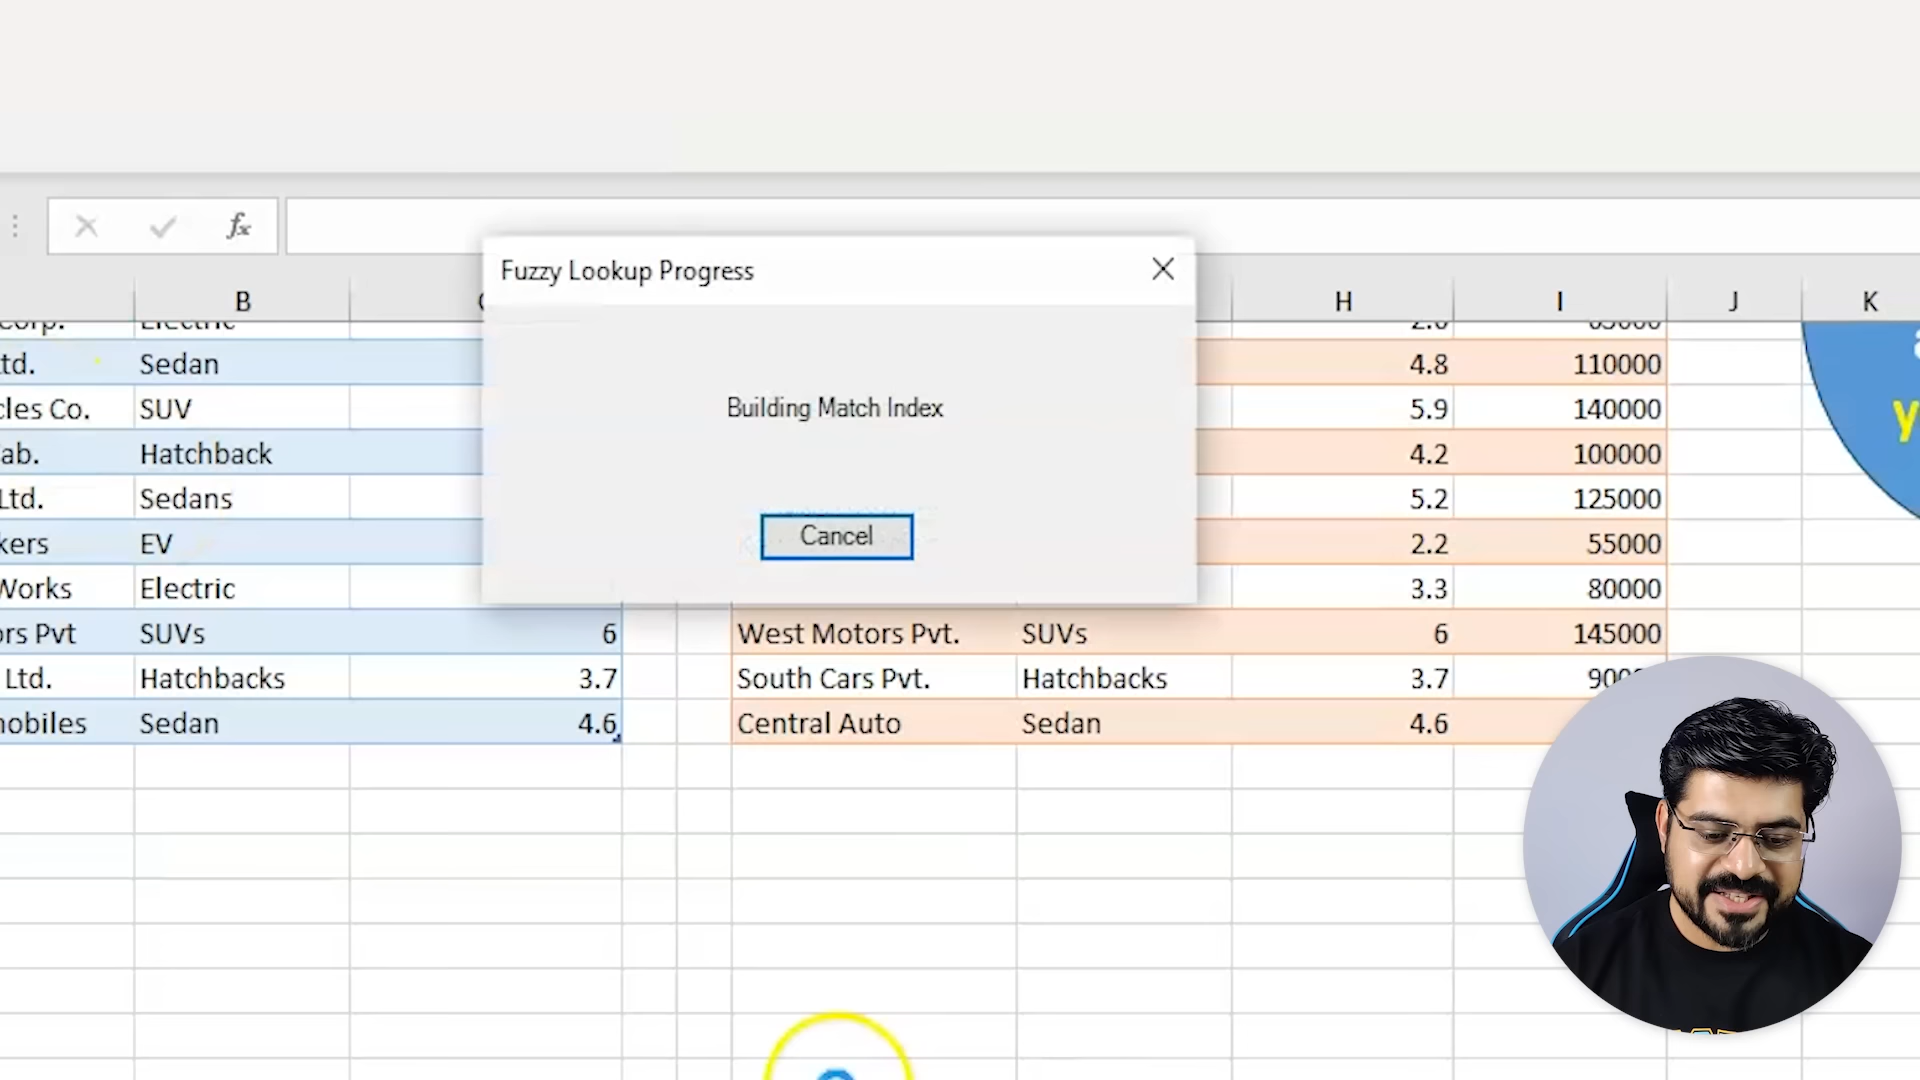 fx
Fuzzy Lookup Progress
B
H
I
J
K
Building Match Index
Cancel
td. Sedan 4.8 110000
cles Co. SUV 5.9 140000
ab. Hatchback 4.2 100000
Ltd. Sedans 5.2 125000
kers EV 2.2 55000
Works Electric 3.3 80000
ors Pvt SUVs 6 West Motors Pvt. SUVs 6 145000
Ltd. Hatchbacks 3.7 South Cars Pvt. Hatchbacks 3.7
mobiles Sedan 4.6 Central Auto Sedan 4.6